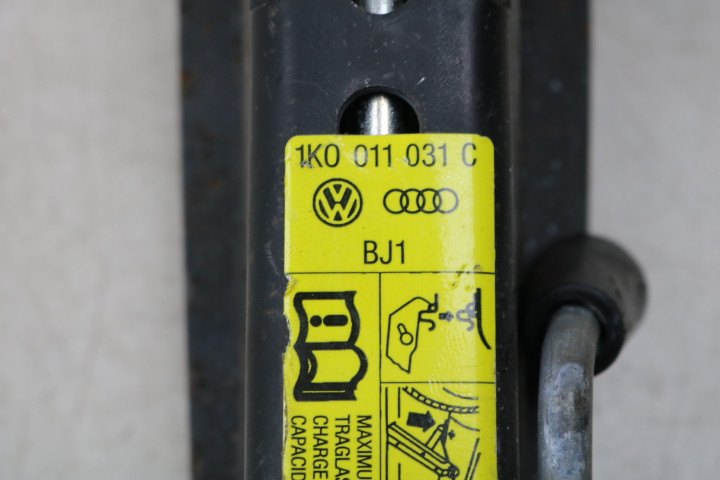 1K0 011 031 C
BJ1
MAXIMU
TRAGLAS
CHARGE
CAPACID